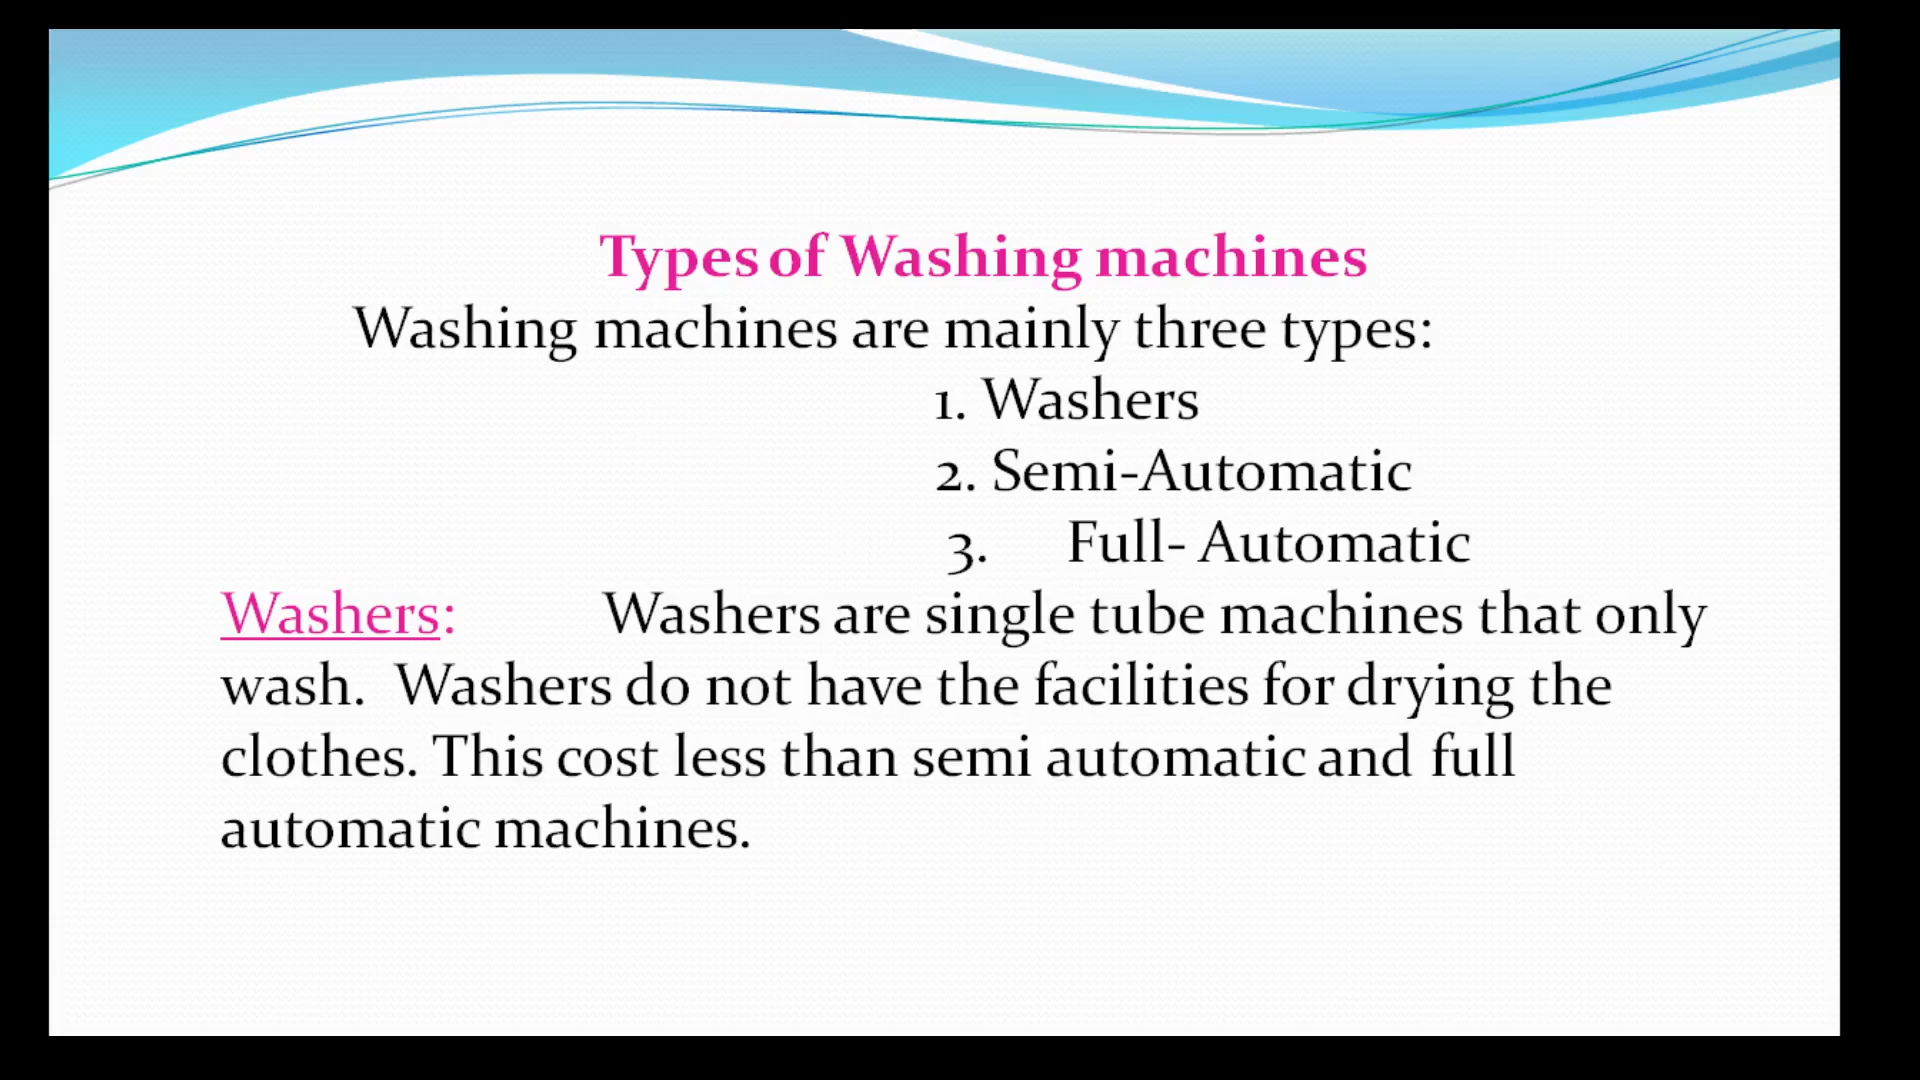 Types of Washing machines
Washing machines are mainly three types:
1. Washers
2. Semi-Automatic
3. Full- Automatic
Washers: Washers are single tube machines that only
wash. Washers do not have the facilities for drying the
clothes. This cost less than semi automatic and full
automatic machines.